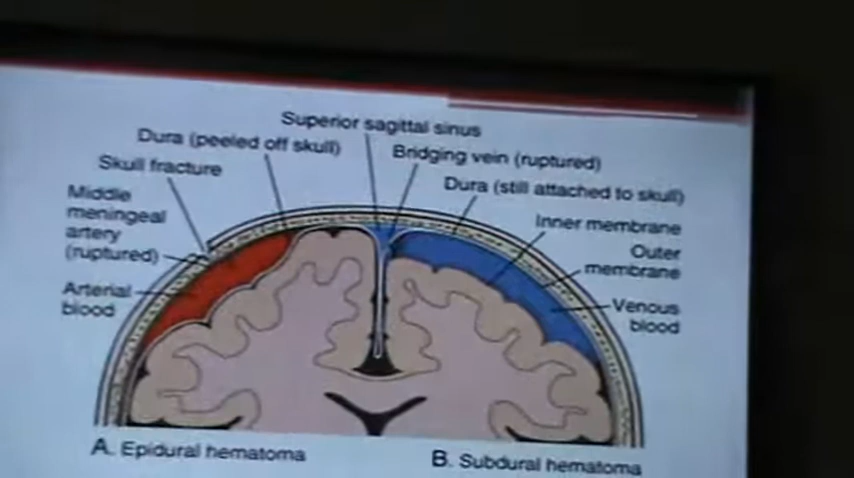 Superior sagittal sinus
Dura (peeled off skull)
Bridging vein (ruptured)
Skull fracture
Dura (still attached to skull)
Middle
meningeal
artery
(ruptured)
Inner membrane
Outer
membrane
Arterial
blood
Venous
blood
A. Epidural hematoma
B. Subdural hematoma